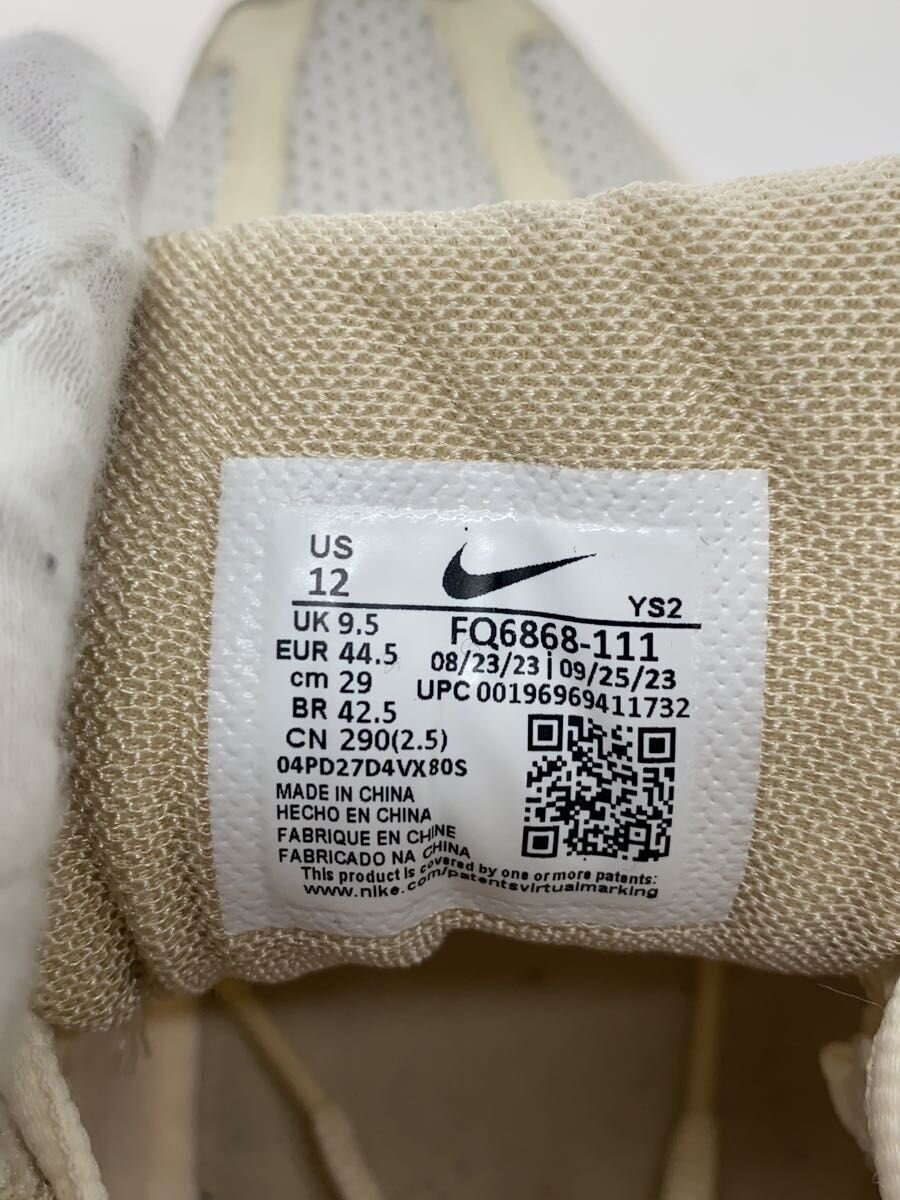 US
12
YS2
UK 9.5
FQ6868-111
EUR 44.5
08/23/23 | 09/25/23
cm 29
UPC 00196969411732
BR 42.5
CN 290(2.5)
04PD27D4VX80S
MADE IN CHINA
HECHO EN CHINA
FABRIQUE EN CHINE
FABRICADO NA CHINA
This product is covered by one or more patents:
www.nike.com/patentsvirtualmarking